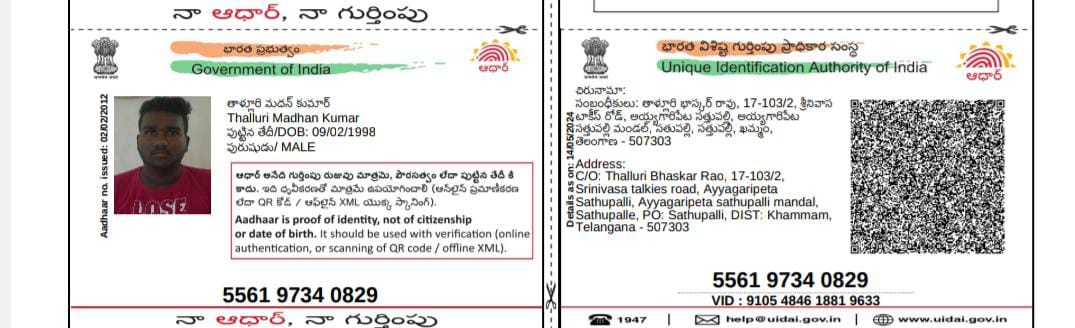 నా ఆధార్, నా గుర్తింపు
భారత ప్రభుత్వం
Government of India
ఆధార్
Aadhaar no. issued: 02/02/2012
తాళ్లూరి మదన్ కుమార్
Thalluri Madhan Kumar
పుట్టిన తేదీ/DOB: 09/02/1998
పురుషుడు/ MALE
LOSE
ఆధార్ అనేది గుర్తింపు రుజువు మాత్రమే, పౌరసత్వం లేదా పుట్టిన తేదీ కి
కాదు. ఇది ధృవీకరణతో మాత్రమే ఉపయోగించాలి (ఆన్‌లైన్ ప్రమాణీకరణ
లేదా QR కోడ్ / ఆఫ్‌లైన్ XML యొక్క స్కానింగ్).
Aadhaar is proof of identity, not of citizenship
or date of birth. It should be used with verification (online
authentication, or scanning of QR code / offline XML).
5561 9734 0829
నా ఆధార్, నా గుర్తింపు
భారత విశిష్ట గుర్తింపు ప్రాధికార సంస్థ
Unique Identification Authority of India
ఆధార్
Details as on: 14/05/2024
చిరునామా:
సంబంధీకులు: తాళ్లూరి భాస్కర్ రావు, 17-103/2, శ్రీనివాస
టాకీస్ రోడ్, అయ్యగారిపేట సత్తుపల్లి, అయ్యగారిపేట
సత్తుపల్లి మండల్, సతుపల్లి, సత్తుపల్లి, ఖమ్మం,
తెలంగాణ - 507303
Address:
C/O: Thalluri Bhaskar Rao, 17-103/2,
Srinivasa talkies road, Ayyagaripeta
Sathupalli, Ayyagaripeta sathupalli mandal,
Sathupalle, PO: Sathupalli, DIST: Khammam,
Telangana - 507303
5561 9734 0829
VID : 9105 4846 1881 9633
1947 | help@uidai.gov.in | www.uidai.gov.in